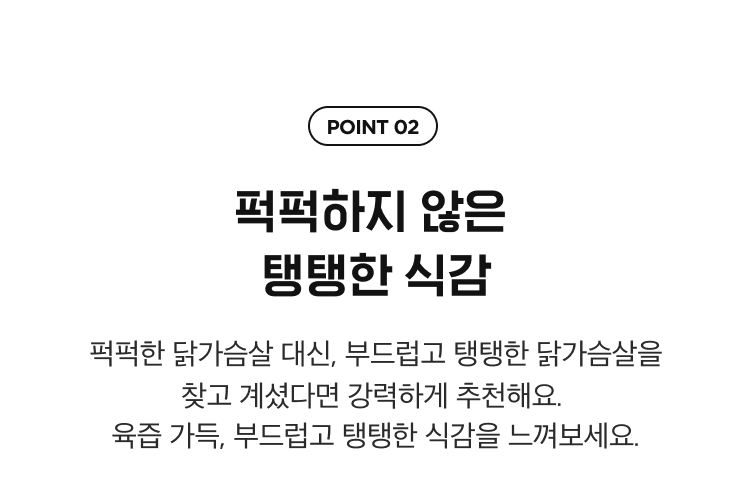 POINT 02
퍽퍽하지 않은
탱탱한 식감
퍽퍽한 닭가슴살 대신, 부드럽고 탱탱한 닭가슴살을
찾고 계셨다면 강력하게 추천해요.
육즙 가득, 부드럽고 탱탱한 식감을 느껴보세요.